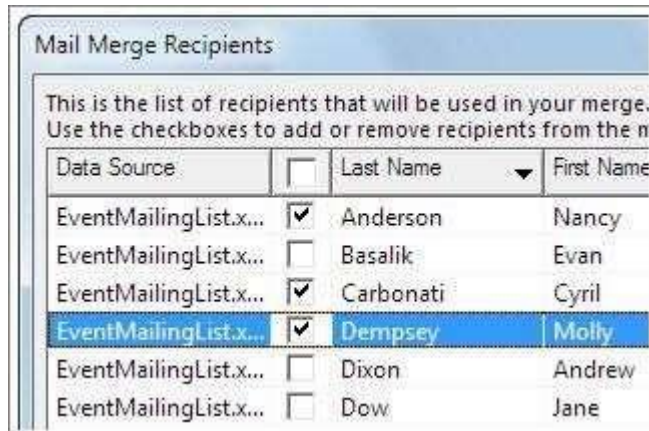 Mail Merge Recipients
This is the list of recipients that will be used in your merge.
Use the checkboxes to add or remove recipients from the m
Data Source Last Name First Name
EventMailingList.x... Anderson Nancy
EventMailingList.x... Basalik Evan
EventMailingList.x... Carbonati Cyril
EventMailingList.x... Dempsey Molly
EventMailingList.x... Dixon Andrew
EventMailingList.x... Dow Jane